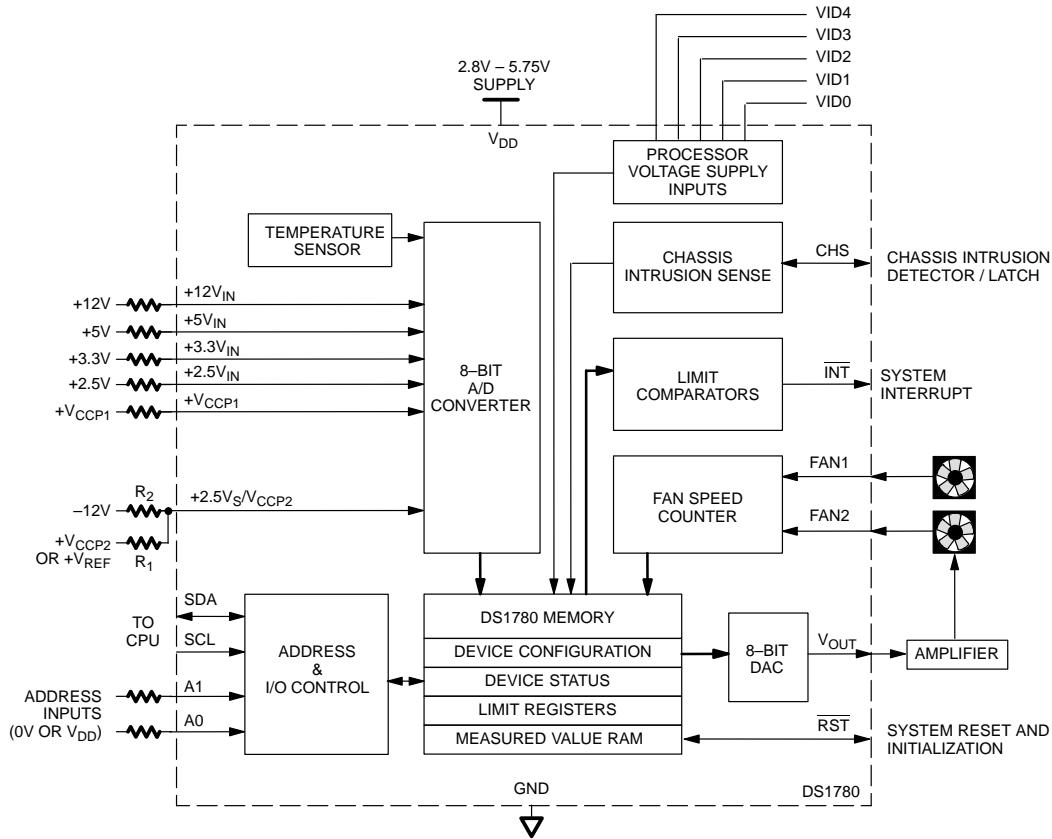 VID4
VID3
VID2
VID1
VID0
2.8V – 5.75V
SUPPLY
VDD
PROCESSOR
VOLTAGE SUPPLY
INPUTS
TEMPERATURE
SENSOR
CHASSIS
INTRUSION SENSE
CHS
CHASSIS INTRUSION
DETECTOR / LATCH
+12V
+12VIN
+5V
+5VIN
+3.3V
+3.3VIN
+2.5V
+2.5VIN
+VCCP1
+VCCP1
8–BIT
A/D
CONVERTER
LIMIT
COMPARATORS
INT
SYSTEM
INTERRUPT
FAN SPEED
COUNTER
FAN1
FAN2
–12V
R2
+2.5VS/VCCP2
+VCCP2
OR +VREF
R1
TO
CPU
SDA
SCL
ADDRESS
INPUTS
(0V OR VDD)
A1
A0
ADDRESS
&
I/O CONTROL
DS1780 MEMORY
DEVICE CONFIGURATION
DEVICE STATUS
LIMIT REGISTERS
MEASURED VALUE RAM
8–BIT
DAC
VOUT
AMPLIFIER
RST
SYSTEM RESET AND
INITIALIZATION
GND
DS1780